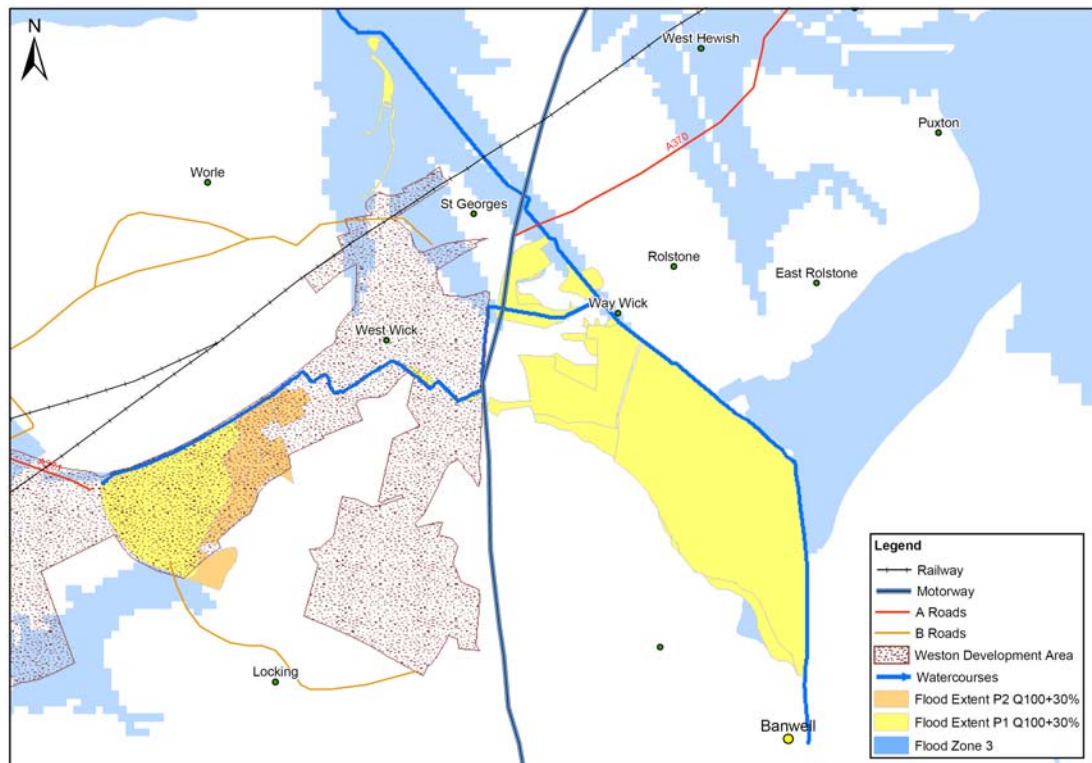 N
West Hewish
Puxton
A370
Worle
St Georges
Rolstone
East Rolstone
Way Wick
West Wick
Locking
Banwell
Legend
Railway
Motorway
A Roads
B Roads
Weston Development Area
Watercourses
Flood Extent P2 Q100+30%
Flood Extent P1 Q100+30%
Flood Zone 3